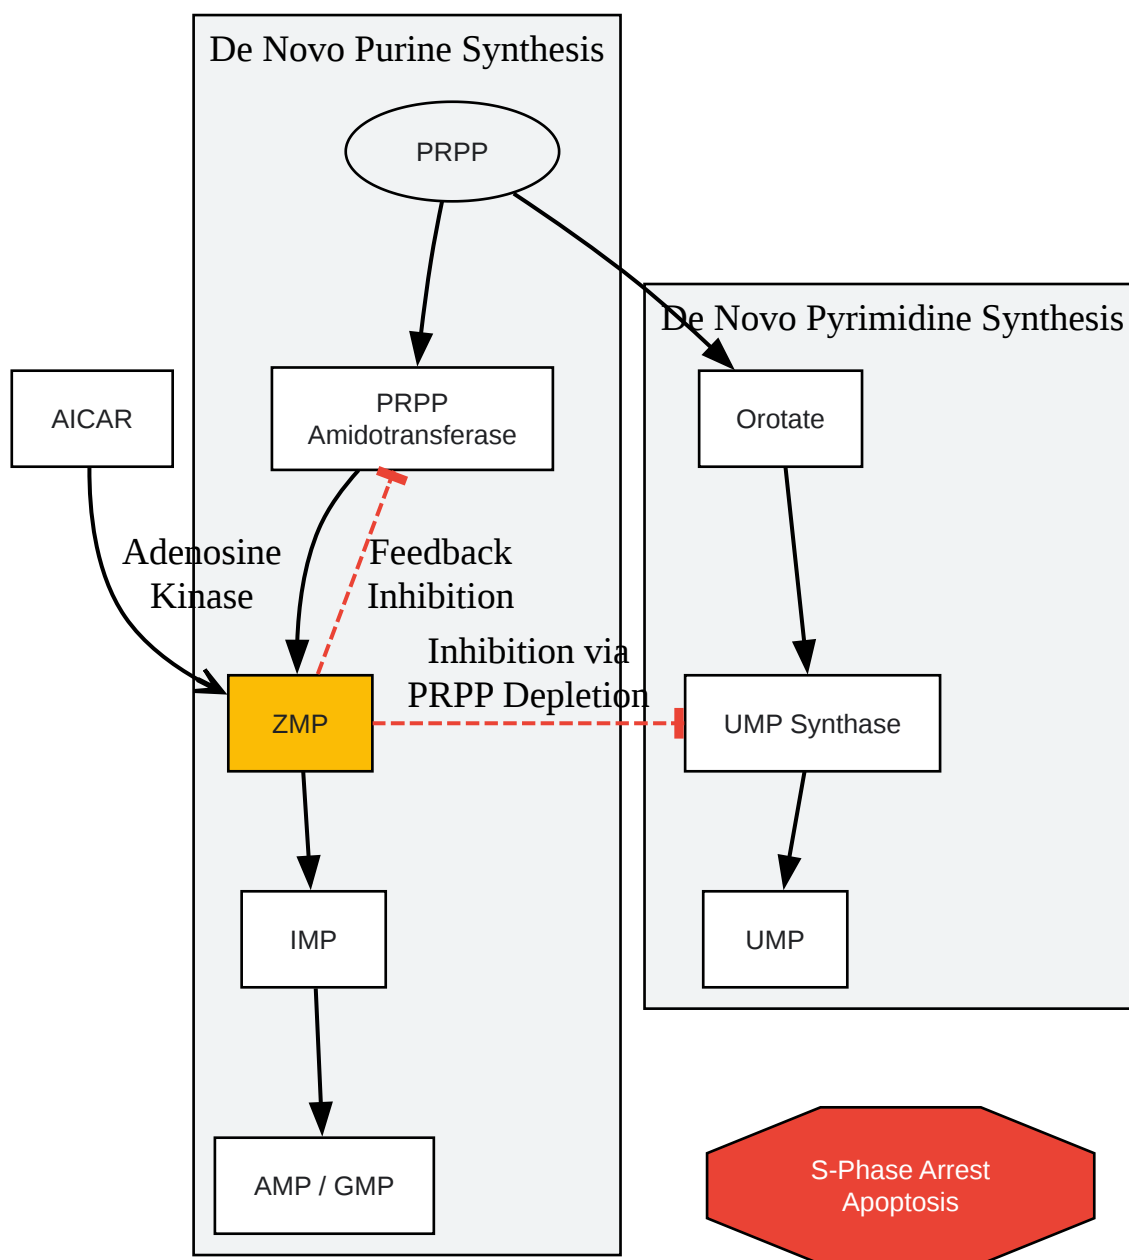 De Novo Purine Synthesis
PRPP
De Novo Pyrimidine Synthesis
AICAR
PRPP
Amidotransferase
Orotate
Adenosine
Kinase
Feedback
Inhibition
Inhibition via
PRPP Depletion
ZMP
UMP Synthase
IMP
UMP
AMP / GMP
S-Phase Arrest
Apoptosis